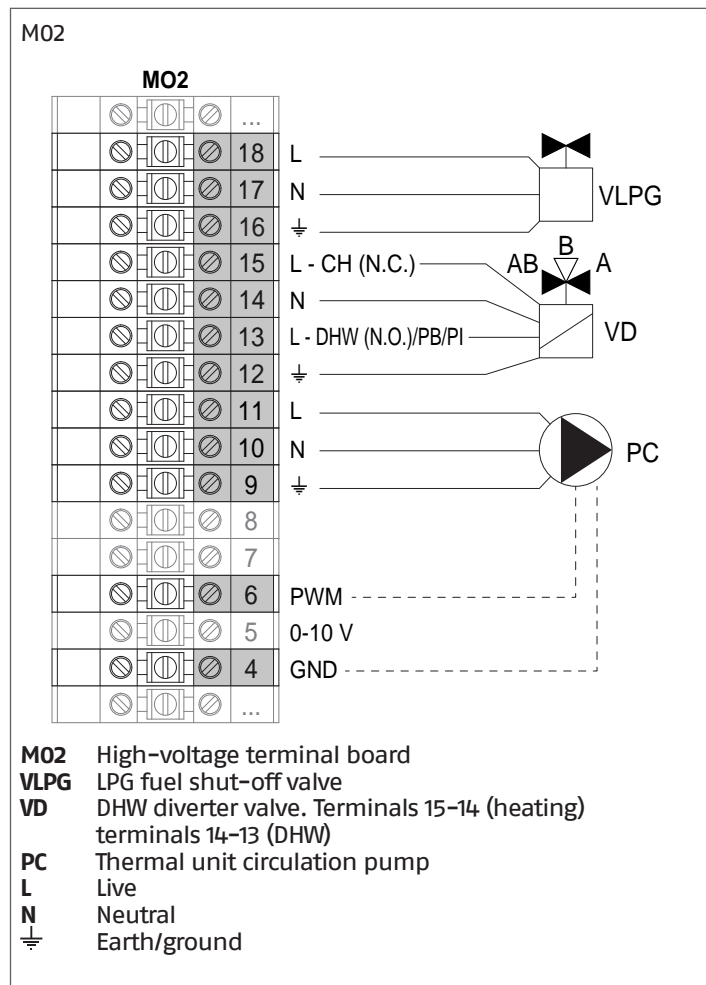 M02
MO2
...
18 L
17 N VLPG
16 ⏚
15 L - CH (N.C.) AB B A
14 N
13 L - DHW (N.O.)/PB/PI VD
12 ⏚
11 L
10 N PC
9 ⏚
8
7
6 PWM
5 0-10 V
4 GND
...
M02 High-voltage terminal board
VLPG LPG fuel shut-off valve
VD DHW diverter valve. Terminals 15-14 (heating)
terminals 14-13 (DHW)
PC Thermal unit circulation pump
L Live
N Neutral
⏚ Earth/ground